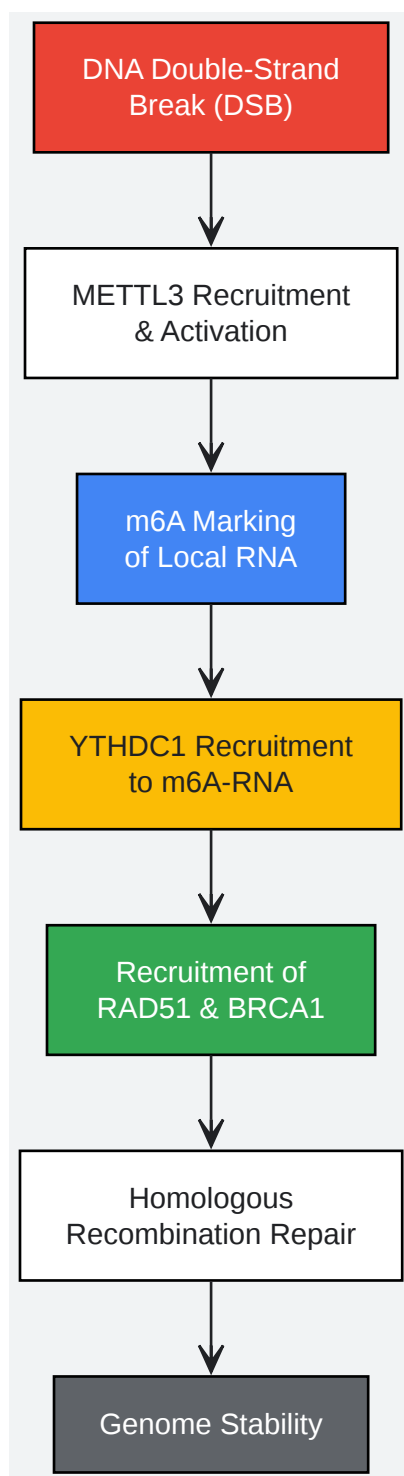 DNA Double-Strand
Break (DSB)
METTL3 Recruitment
& Activation
m6A Marking
of Local RNA
YTHDC1 Recruitment
to m6A-RNA
Recruitment of
RAD51 & BRCA1
Homologous
Recombination Repair
Genome Stability